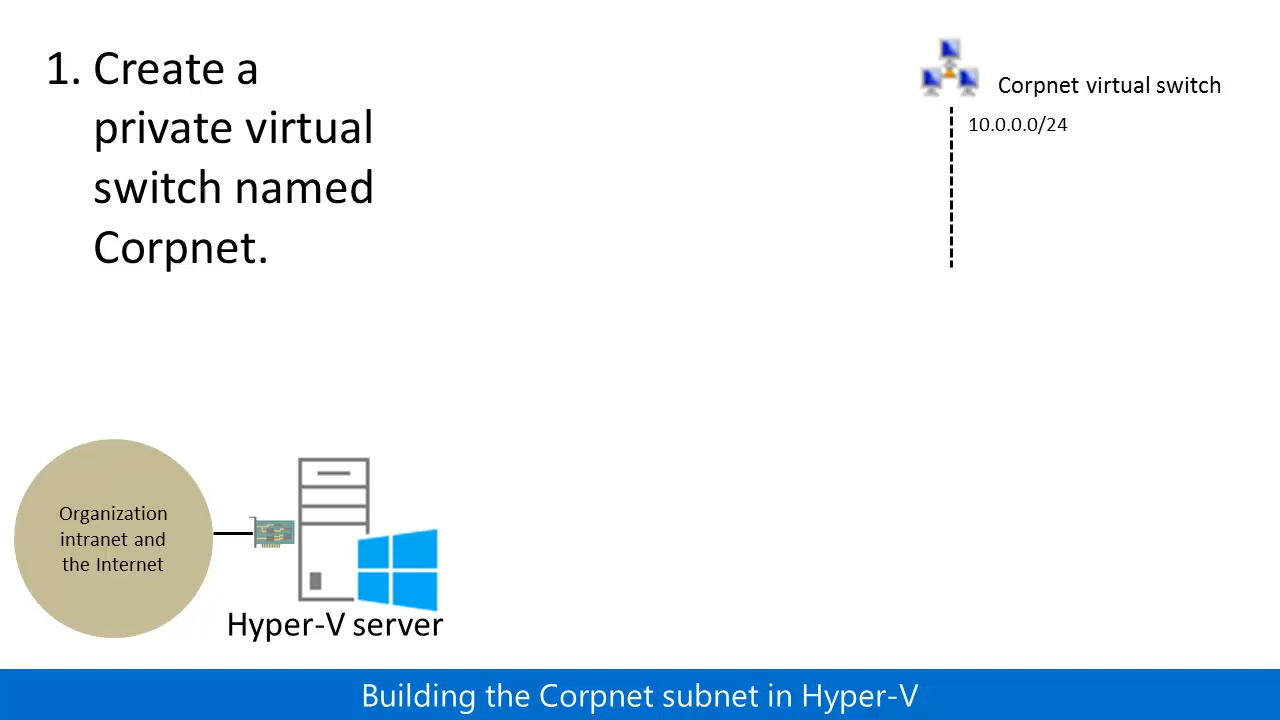 1. Create a
private virtual
switch named
Corpnet.
Corpnet virtual switch
10.0.0.0/24
Organization
intranet and
the Internet
Hyper-V server
Building the Corpnet subnet in Hyper-V